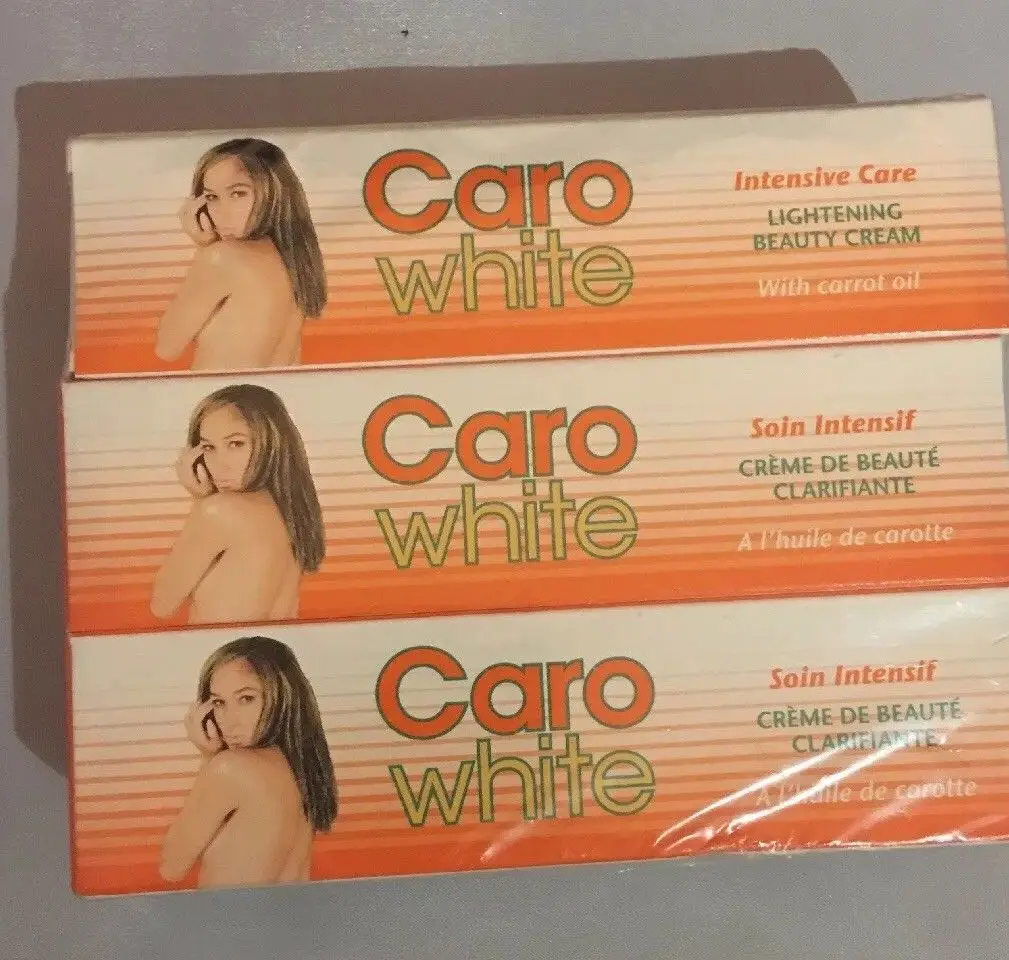 Caro
white
Intensive Care
LIGHTENING
BEAUTY CREAM
With carrot oil
Caro
white
Soin Intensif
CRÈME DE BEAUTÉ
CLARIFIANTE
A l'huile de carotte
Caro
white
Soin Intensif
CRÈME DE BEAUTÉ
CLARIFIANTE
A l'huile de carotte